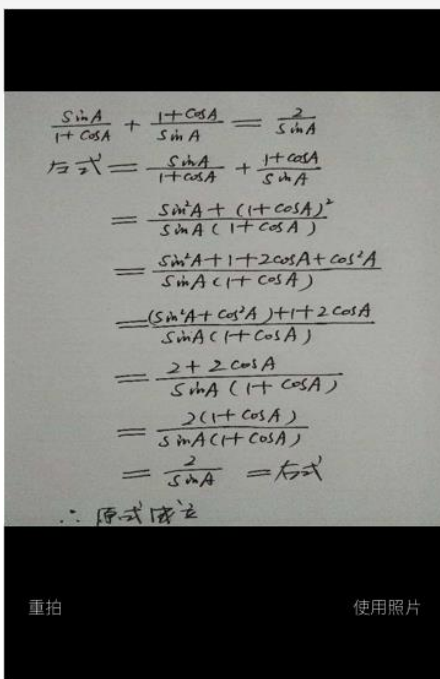 sinA/(1+cosA) + (1+cosA)/sinA = 2/sinA
左式 = sinA/(1+cosA) + (1+cosA)/sinA
= (sin²A+(1+cosA)²)/(sinA(1+cosA))
= (sin²A+1+2cosA+cos²A)/(sinA(1+cosA))
= ((sin²A+cos²A)+1+2cosA)/(sinA(1+cosA))
= (2+2cosA)/(sinA(1+cosA))
= 2(1+cosA)/(sinA(1+cosA))
= 2/sinA = 右式
∴ 原式成立
重拍 使用照片